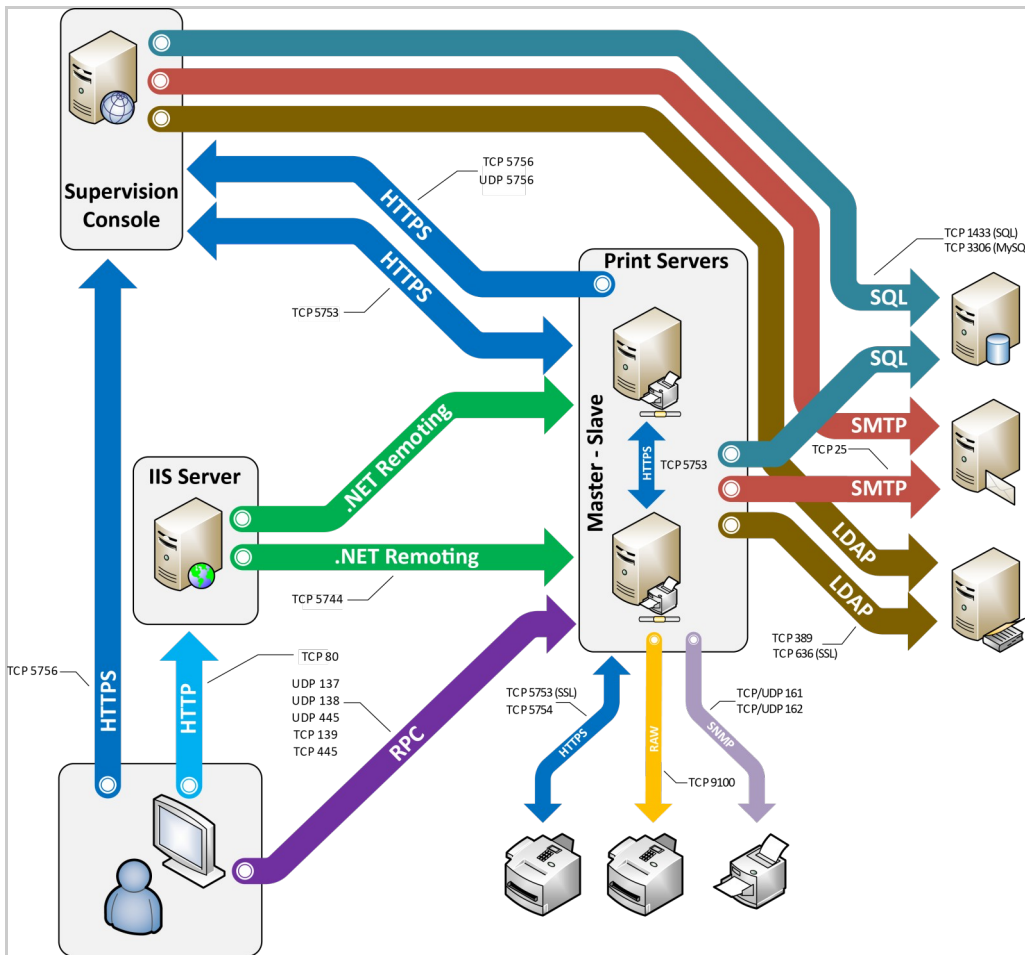 Supervision
Console
TCP 5756
UDP 5756
HTTPS
HTTPS
TCP 5753
Print Servers
Master - Slave
HTTPS
TCP 5753
TCP 1433 (SQL)
TCP 3306 (MySQ
SQL
SQL
SMTP
TCP 25
SMTP
LDAP
LDAP
TCP 389
TCP 636 (SSL)
IIS Server
.NET Remoting
.NET Remoting
TCP 5744
TCP 5756
HTTPS
TCP 80
HTTP
UDP 137
UDP 138
UDP 445
TCP 139
TCP 445
RPC
TCP 5753 (SSL)
TCP 5754
HTTPS
RAW
TCP 9100
TCP/UDP 161
TCP/UDP 162
SNMP